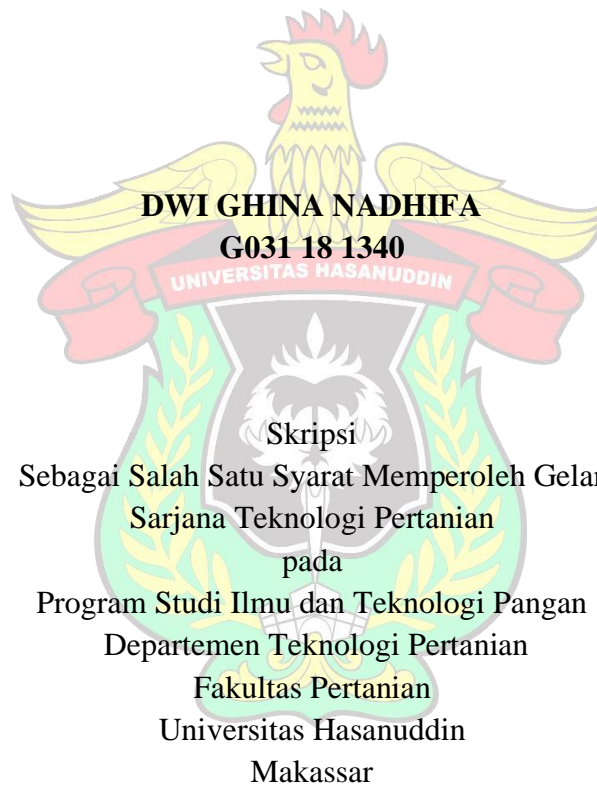 DWI GHINA NADHIFA
G031 18 1340
UNIVERSITAS HASANUDDIN
Skripsi
Sebagai Salah Satu Syarat Memperoleh Gelar
Sarjana Teknologi Pertanian
pada
Program Studi Ilmu dan Teknologi Pangan
Departemen Teknologi Pertanian
Fakultas Pertanian
Universitas Hasanuddin
Makassar